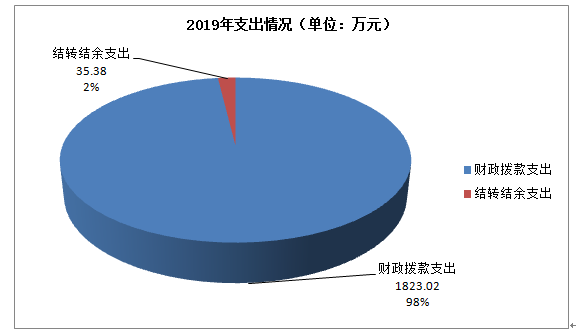 2019年支出情况（单位：万元）
结转结余支出
35.38
2%
财政拨款支出
结转结余支出
财政拨款支出
1823.02
98%